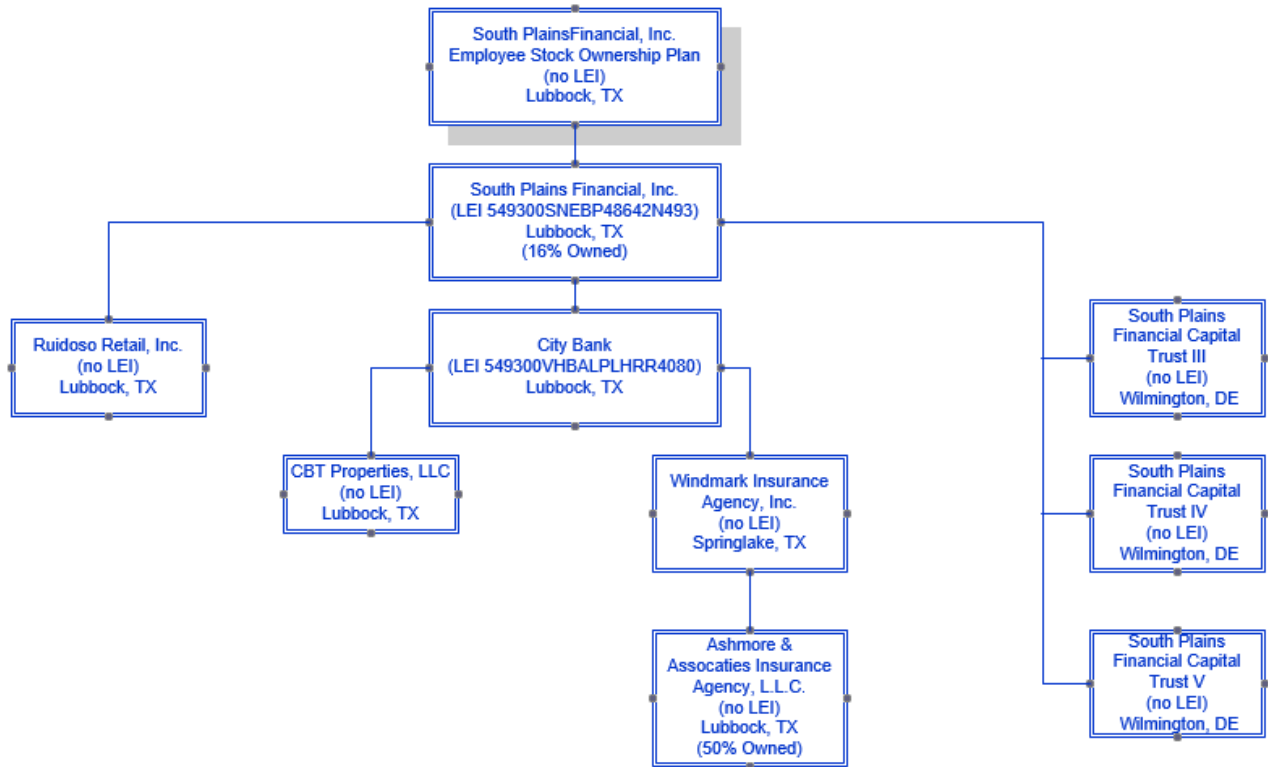 South PlainsFinancial, Inc.
Employee Stock Ownership Plan
(no LEI)
Lubbock, TX
South Plains Financial, Inc.
(LEI 549300SNEBP48642N493)
Lubbock, TX
(16% Owned)
Ruidoso Retail, Inc.
(no LEI)
Lubbock, TX
City Bank
(LEI 549300VHBALPLHRR4080)
Lubbock, TX
CBT Properties, LLC
(no LEI)
Lubbock, TX
Windmark Insurance
Agency, Inc.
(no LEI)
Springlake, TX
Ashmore &
Assocaties Insurance
Agency, L.L.C.
(no LEI)
Lubbock, TX
(50% Owned)
South Plains
Financial Capital
Trust III
(no LEI)
Wilmington, DE
South Plains
Financial Capital
Trust IV
(no LEI)
Wilmington, DE
South Plains
Financial Capital
Trust V
(no LEI)
Wilmington, DE